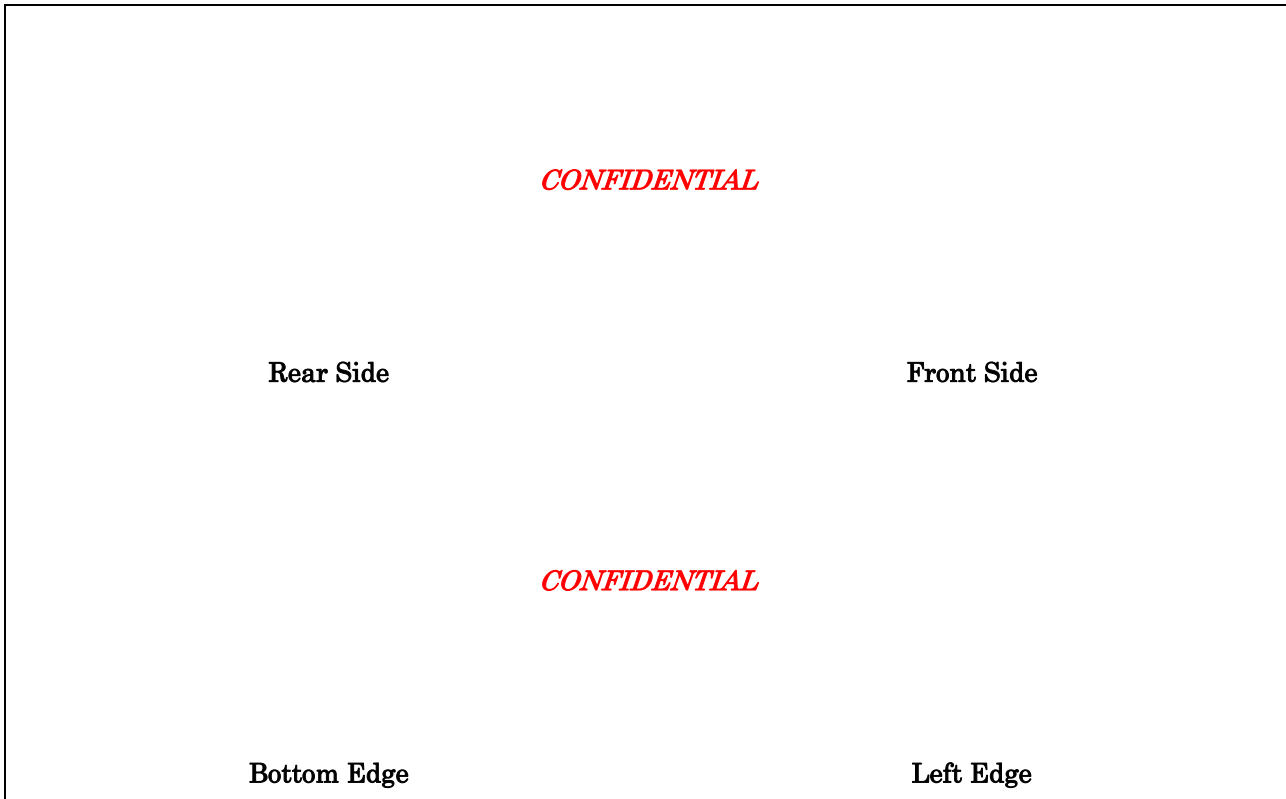 CONFIDENTIAL
Rear Side
Front Side
CONFIDENTIAL
Bottom Edge
Left Edge